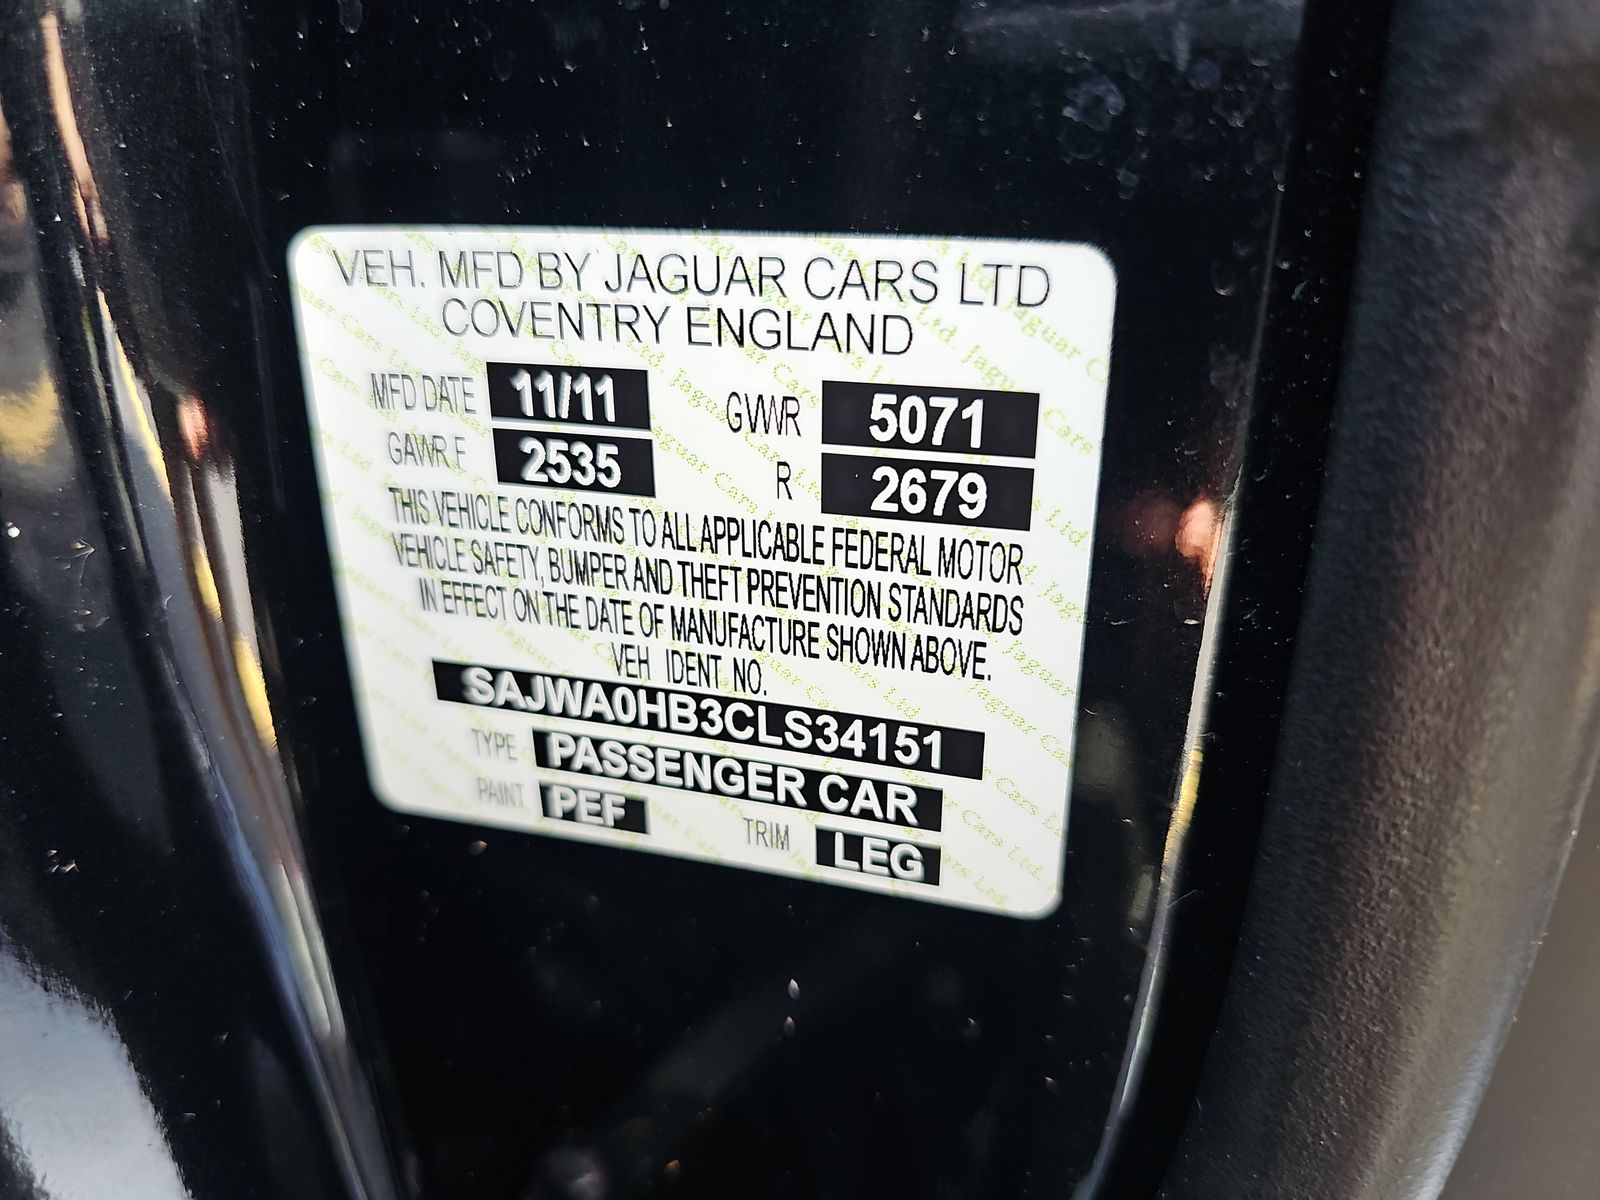 VEH. MFD BY JAGUAR CARS LTD
COVENTRY ENGLAND
MFD DATE 11/11 GVWR 5071
GAWR F 2535 R 2679
THIS VEHICLE CONFORMS TO ALL APPLICABLE FEDERAL MOTOR
VEHICLE SAFETY, BUMPER AND THEFT PREVENTION STANDARDS
IN EFFECT ON THE DATE OF MANUFACTURE SHOWN ABOVE.
VEH IDENT NO.
SAJWA0HB3CLS34151
TYPE PASSENGER CAR
PAINT PEF TRIM LEG